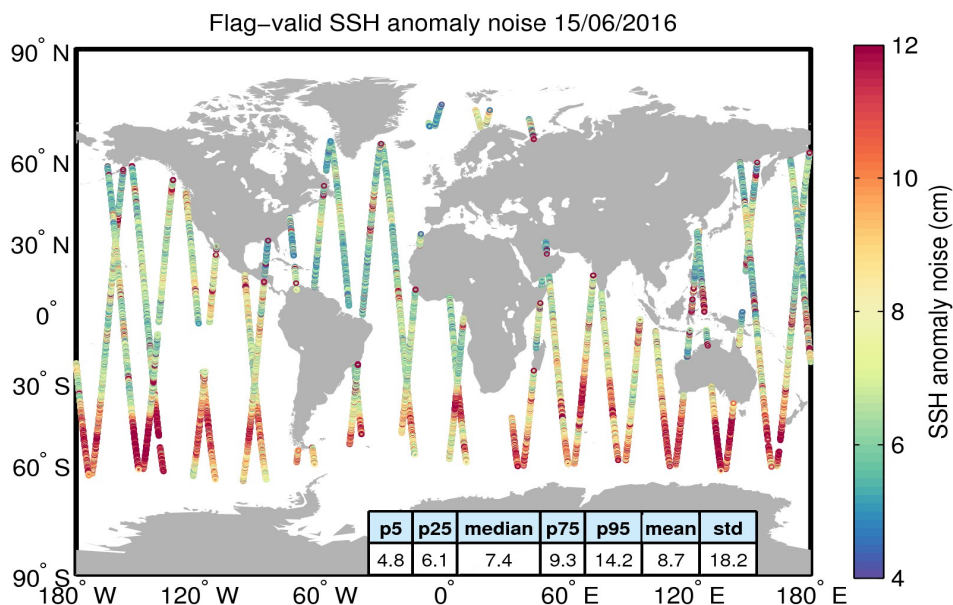 Flag−valid SSH anomaly noise 15/06/2016
90° N
60° N
30° N
0°
30° S
60° S
90° S
180° W 120° W 60° W 0° 60° E 120° E 180° E
p5 p25 median p75 p95 mean std
4.8 6.1 7.4 9.3 14.2 8.7 18.2
12
10
8
6
4
SSH anomaly noise (cm)